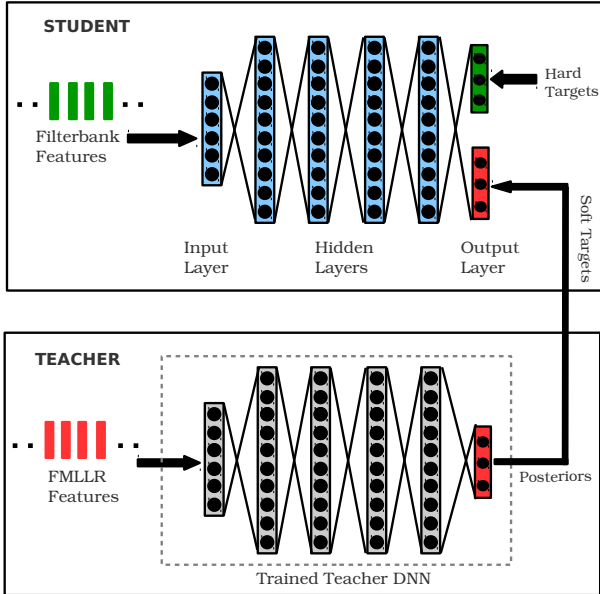 STUDENT
Hard
Targets
Filterbank
Features
Input
Layer
Hidden
Layers
Output
Layer
Soft Targets
TEACHER
FMLLR
Features
Posteriors
Trained Teacher DNN